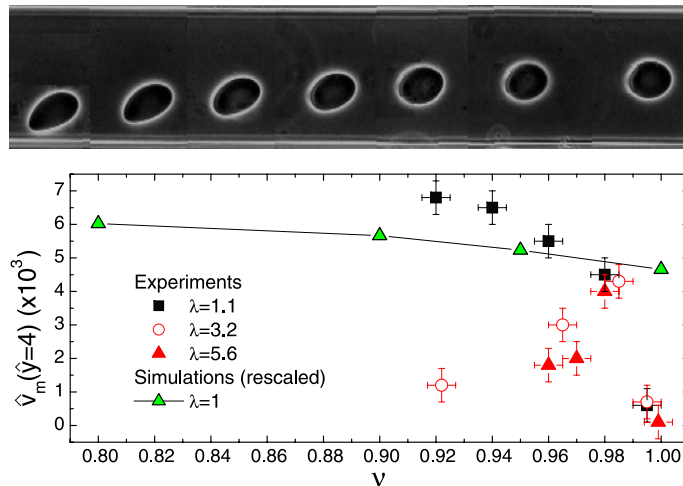 7
6
5
4
3
2
1
0
v̂ₘ(ŷ=4) (x10³)
Experiments
λ=1.1
λ=3.2
λ=5.6
Simulations (rescaled)
λ=1
0.80 0.82 0.84 0.86 0.88 0.90 0.92 0.94 0.96 0.98 1.00
ν